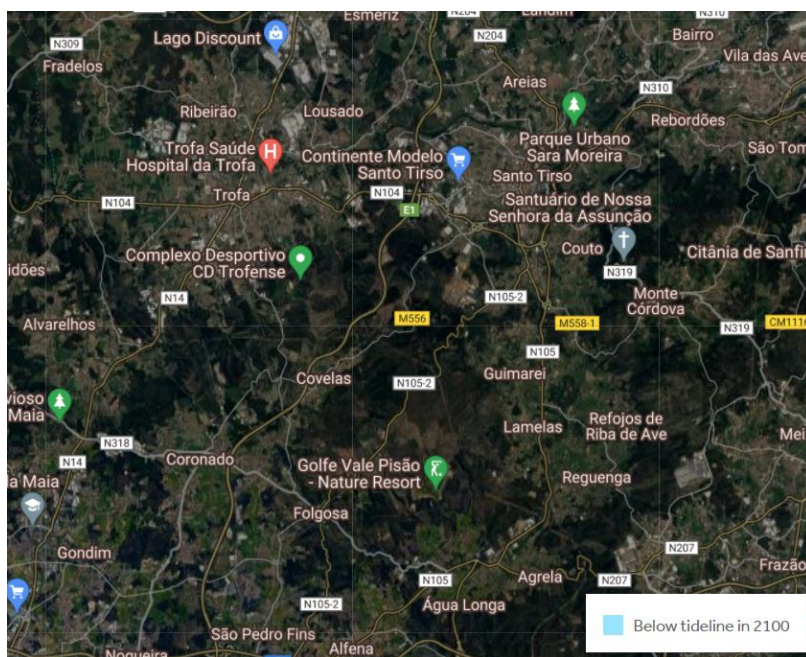 Esmeriz
N204
Landim
N310
Lago Discount
N309
N204
Bairro
Fradelos
Vila das Ave
Areias
N310
Ribeirão
Lousado
Rebordões
Trofa Saúde
Hospital da Trofa
Continente Modelo
Santo Tirso
Parque Urbano
Sara Moreira
São Tom
Santo Tirso
N104
Trofa
N104
E1
Santuário de Nossa
Senhora da Assunção
Complexo Desportivo
CD Trofense
Couto
Citânia de Sanfi
idões
N319
N14
N105-2
Monte
Córdova
Alvarelhos
M556
M558-1
N319
CM1116
N105
Covelas
N105-2
Guimarei
vioso
Maia
Lamelas
Refojos de
Riba de Ave
Mei
N318
N14
Coronado
Golfe Vale Pisão
- Nature Resort
Reguenga
da Maia
Folgosa
Gondim
N207
N105
Agrela
N207
Frazão
N105-2
Água Longa
São Pedro Fins
Alfena
Nogueira
Below tideline in 2100